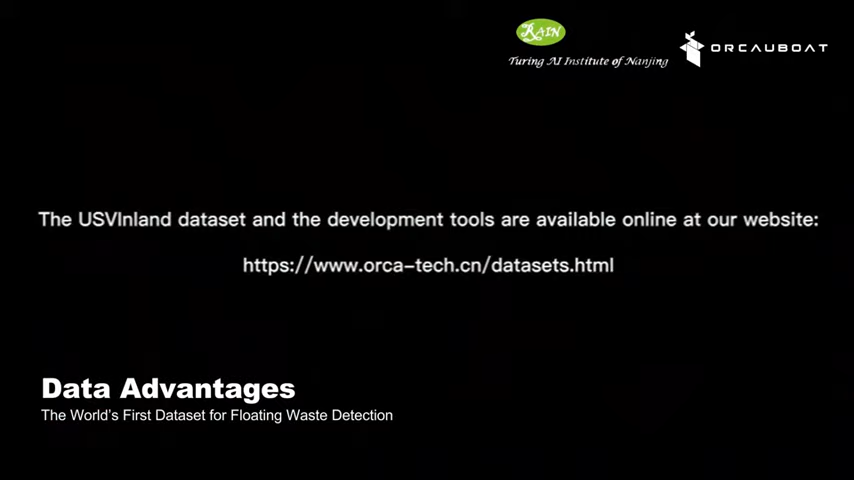 RAIN
Turing AI Institute of Nanjing
ORCAUBOAT
The USVInland dataset and the development tools are available online at our website:
https://www.orca-tech.cn/datasets.html
Data Advantages
The World's First Dataset for Floating Waste Detection